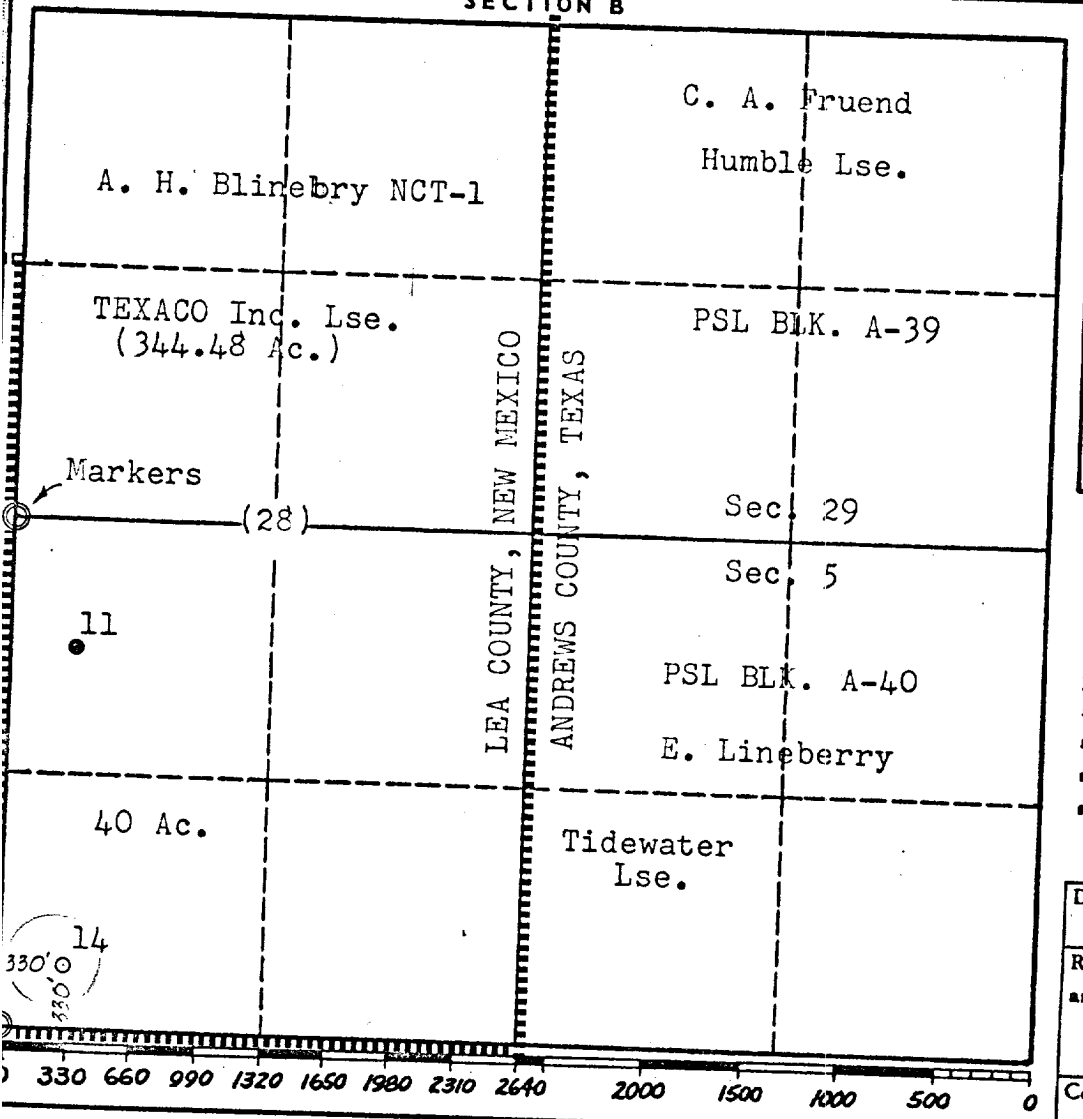 SECTION B
C. A. Fruend
Humble Lse.
A. H. Blinebry NCT-1
TEXACO Inc. Lse.
(344.48 Ac.)
PSL BLK. A-39
LEA COUNTY, NEW MEXICO
ANDREWS COUNTY, TEXAS
Markers
(28)
Sec. 29
Sec. 5
11
PSL BLK. A-40
E. Lineberry
40 Ac.
Tidewater
Lse.
14
330'
330'
330 660 990 1320 1650 1980 2310 2640 2000 1500 1000 500 0